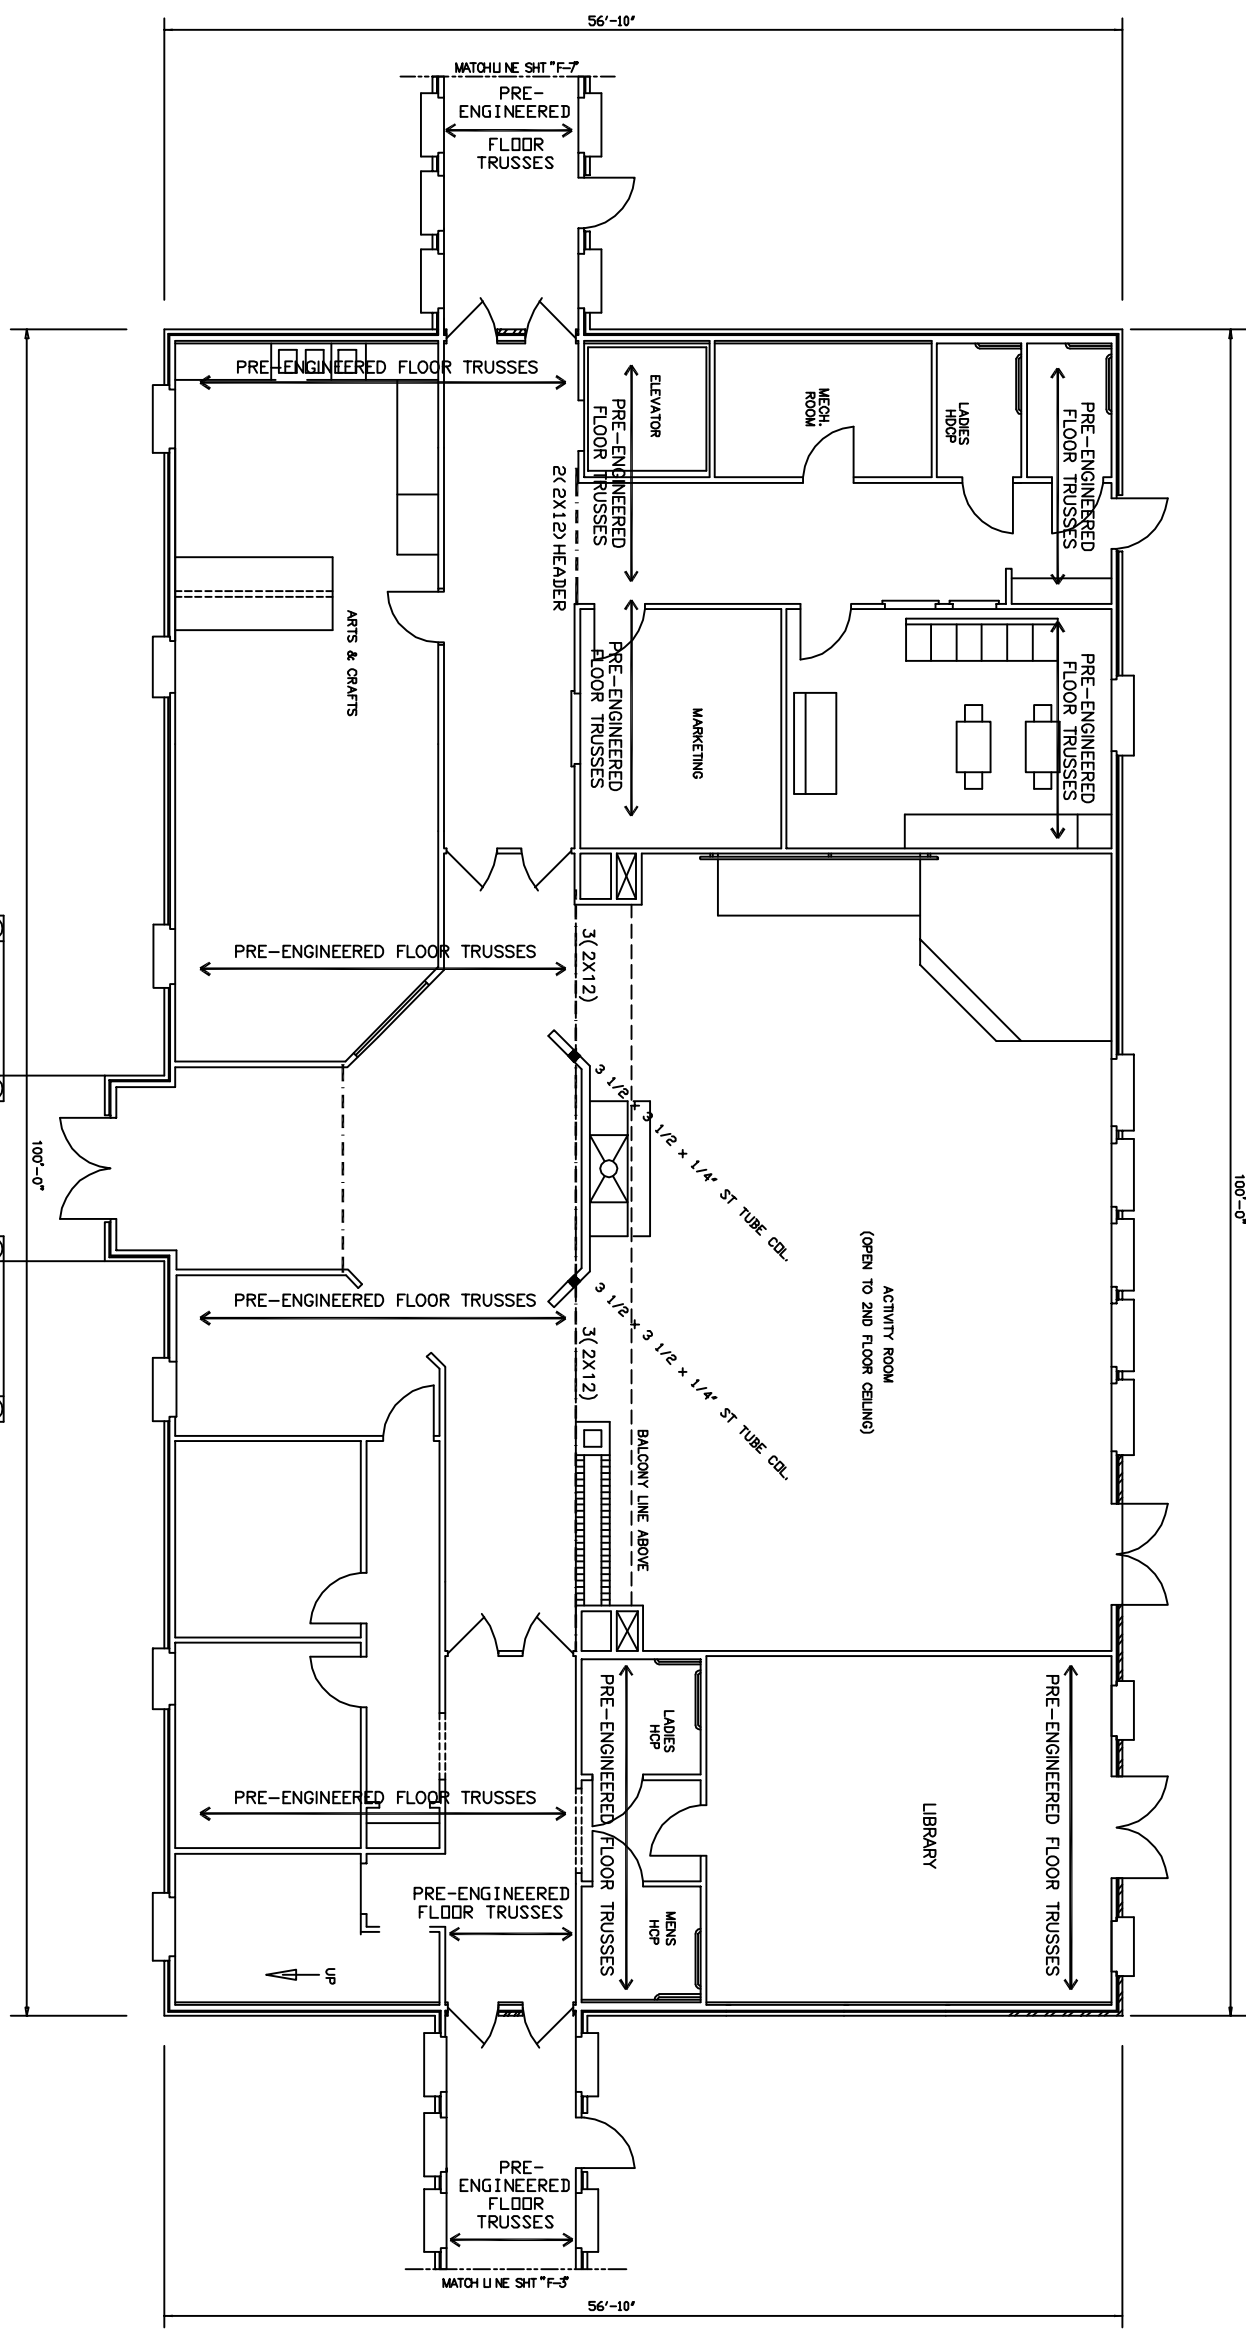 56'-10"
MATCHLINE SHT "F-7"
PRE-
ENGINEERED
FLOOR
TRUSSES
PRE-ENGINEERED FLOOR TRUSSES
ELEVATOR
PRE-ENGINEERED
FLOOR TRUSSES
MECH.
ROOM
LADIES
HDCP
PRE-ENGINEERED
FLOOR TRUSSES
2(2X12)HEADER
ARTS & CRAFTS
PRE-ENGINEERED
FLOOR TRUSSES
MARKETING
PRE-ENGINEERED
FLOOR TRUSSES
PRE-ENGINEERED FLOOR TRUSSES
3(2X12)
3 1/2 × 3 1/2 × 1/4" ST TUBE COL.
100'-0"
100'-0"
ACTIVITY ROOM
(OPEN TO 2ND FLOOR CEILING)
PRE-ENGINEERED FLOOR TRUSSES
3(2X12)
3 1/2 × 3 1/2 × 1/4" ST TUBE COL.
BALCONY LINE ABOVE
LADIES
HCP
PRE-ENGINEERED FLOOR TRUSSES
PRE-ENGINEERED FLOOR TRUSSES
PRE-ENGINEERED FLOOR TRUSSES
LIBRARY
PRE-ENGINEERED
FLOOR TRUSSES
MENS
HCP
UP
PRE-
ENGINEERED
FLOOR
TRUSSES
MATCH LINE SHT "F-3"
56'-10"